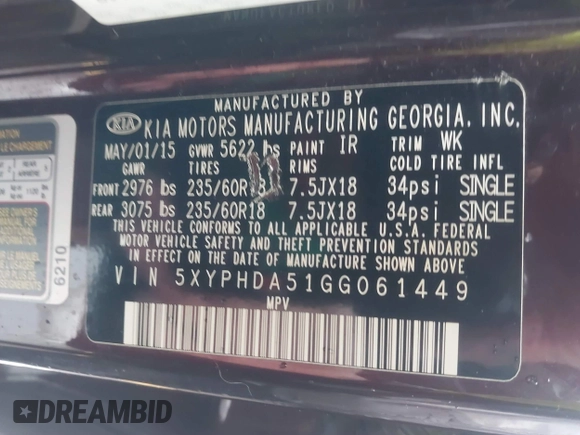 MANUFACTURED BY
KIA KIA MOTORS MANUFACTURING GEORGIA, INC.
MAY/01/15 GVWR 5622 lbs PAINT IR TRIM WK
GAWR TIRES RIMS COLD TIRE INFL
FRONT 2976 lbs 235/60R18 7.5JX18 34psi SINGLE
REAR 3075 lbs 235/60R18 7.5JX18 34psi SINGLE
THIS VEHICLE CONFORMS TO ALL APPLICABLE U.S.A. FEDERAL
MOTOR VEHICLE SAFETY AND THEFT PREVENTION STANDARDS
IN EFFECT ON THE DATE OF MANUFACTURE SHOWN ABOVE
VIN 5XYPHDA51GG061449
MPV
6210
SEE OWNER'S
DREAMBID